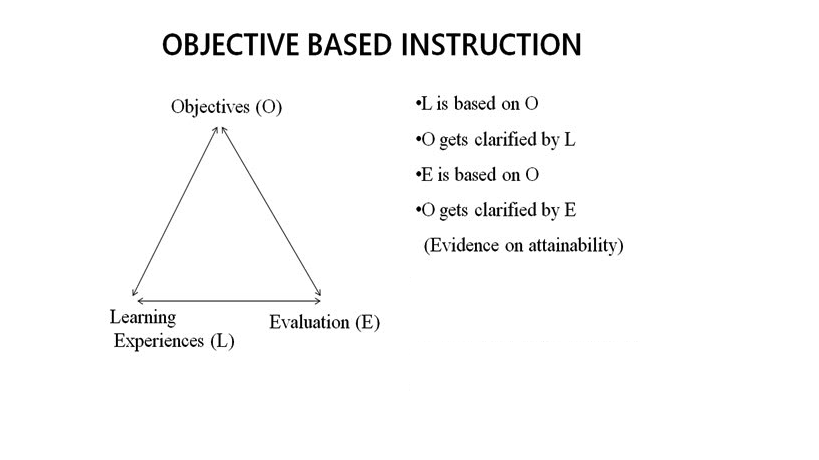 OBJECTIVE BASED INSTRUCTION
Objectives (O)
Learning
Experiences (L)
Evaluation (E)
•L is based on O
•O gets clarified by L
•E is based on O
•O gets clarified by E
(Evidence on attainability)